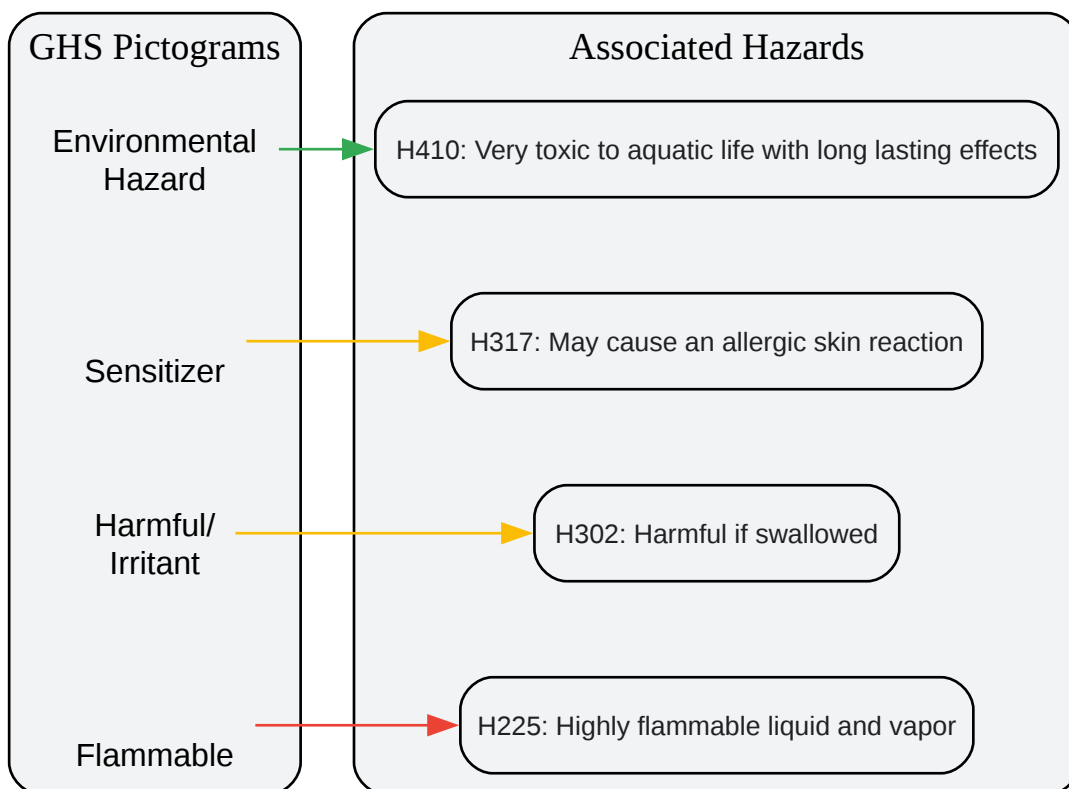 GHS Pictograms
Associated Hazards
Environmental
Hazard
H410: Very toxic to aquatic life with long lasting effects
Sensitizer
H317: May cause an allergic skin reaction
Harmful/
Irritant
H302: Harmful if swallowed
Flammable
H225: Highly flammable liquid and vapor